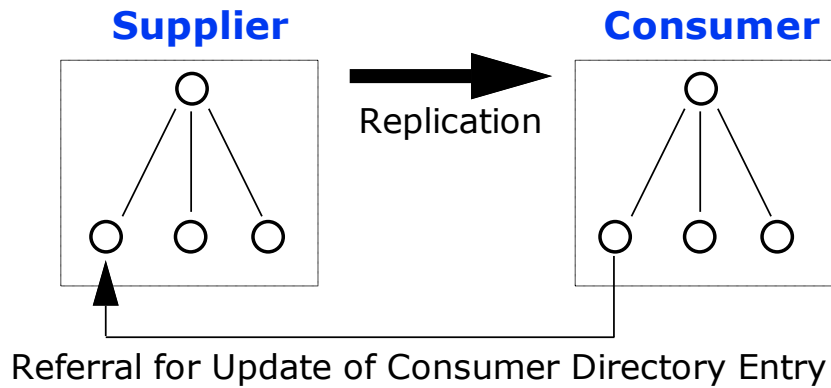 Supplier
Consumer
Replication
Referral for Update of Consumer Directory Entry